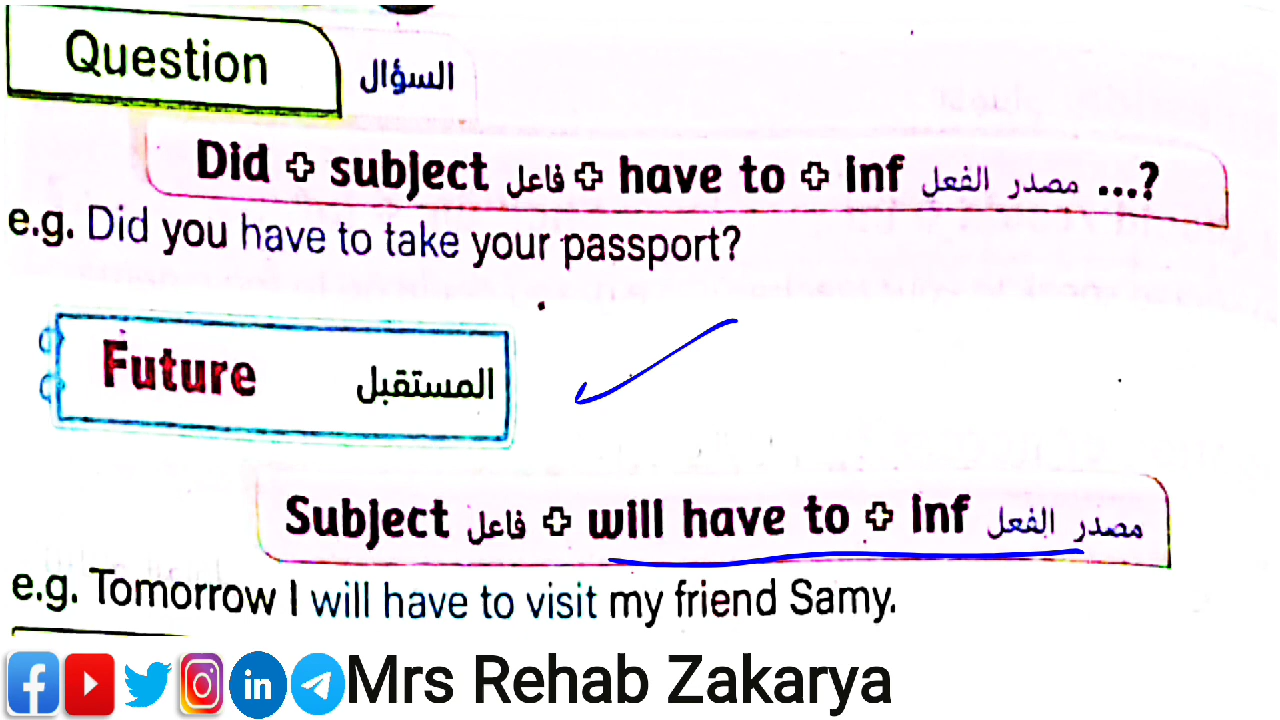 Question السؤال
Did + subject فاعل + have to + inf مصدر الفعل ...?
e.g. Did you have to take your passport?
Future المستقبل
Subject فاعل + will have to + inf مصدر الفعل
e.g. Tomorrow I will have to visit my friend Samy.
Mrs Rehab Zakarya